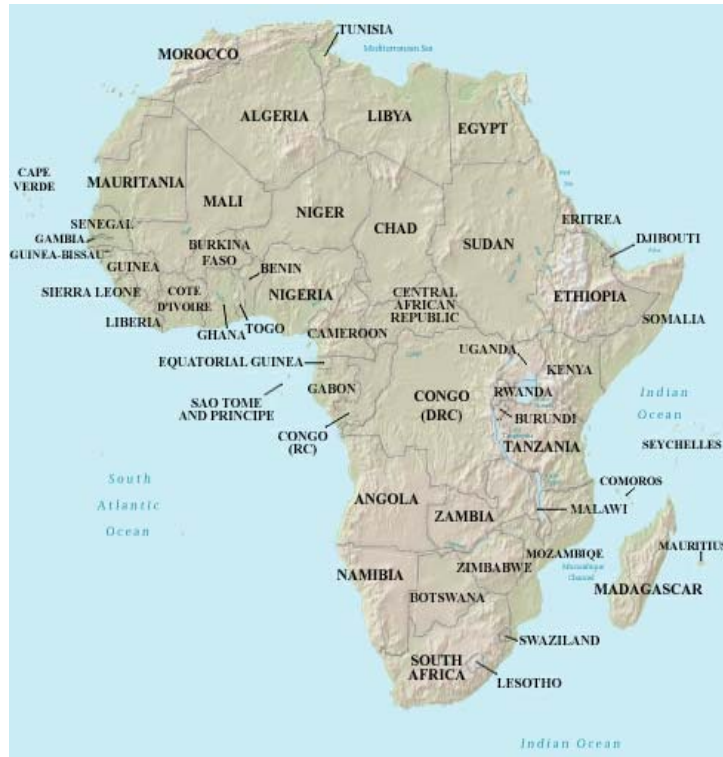 TUNISIA
Mediterranean Sea
MOROCCO
ALGERIA
LIBYA
EGYPT
CAPE
VERDE
MAURITANIA
MALI
NIGER
CHAD
SUDAN
Red
Sea
ERITREA
SENEGAL
GAMBIA
GUINEA-BISSAU
DJIBOUTI
BURKINA
FASO
GUINEA
BENIN
SIERRA LEONE
COTE
D'IVOIRE
NIGERIA
CENTRAL
AFRICAN
REPUBLIC
ETHIOPIA
SOMALIA
LIBERIA
GHANA
TOGO
CAMEROON
EQUATORIAL GUINEA
UGANDA
KENYA
SAO TOME
AND PRINCIPE
GABON
CONGO
(DRC)
RWANDA
Indian
Ocean
CONGO
(RC)
BURUNDI
TANZANIA
SEYCHELLES
South
Atlantic
Ocean
COMOROS
ANGOLA
ZAMBIA
MALAWI
MOZAMBIQE
Mozambique
Channel
MAURITIUS
NAMIBIA
ZIMBABWE
BOTSWANA
MADAGASCAR
SWAZILAND
SOUTH
AFRICA
LESOTHO
Indian Ocean